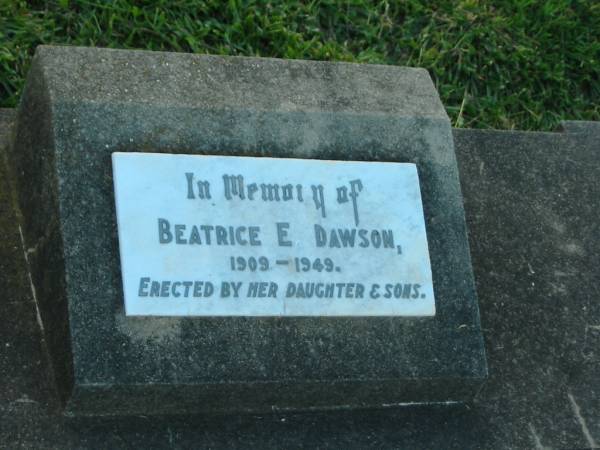 In Memory of
BEATRICE E. DAWSON,
1909 - 1949.
ERECTED BY HER DAUGHTER & SONS.